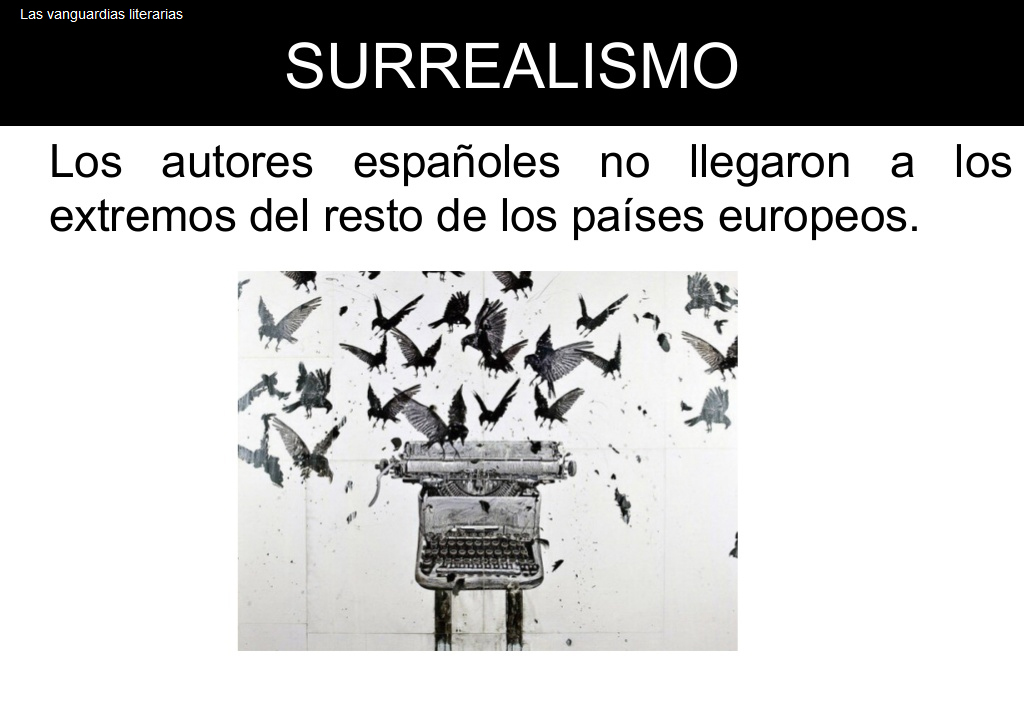 Las vanguardias literarias
SURREALISMO
Los autores españoles no llegaron a los
extremos del resto de los países europeos.